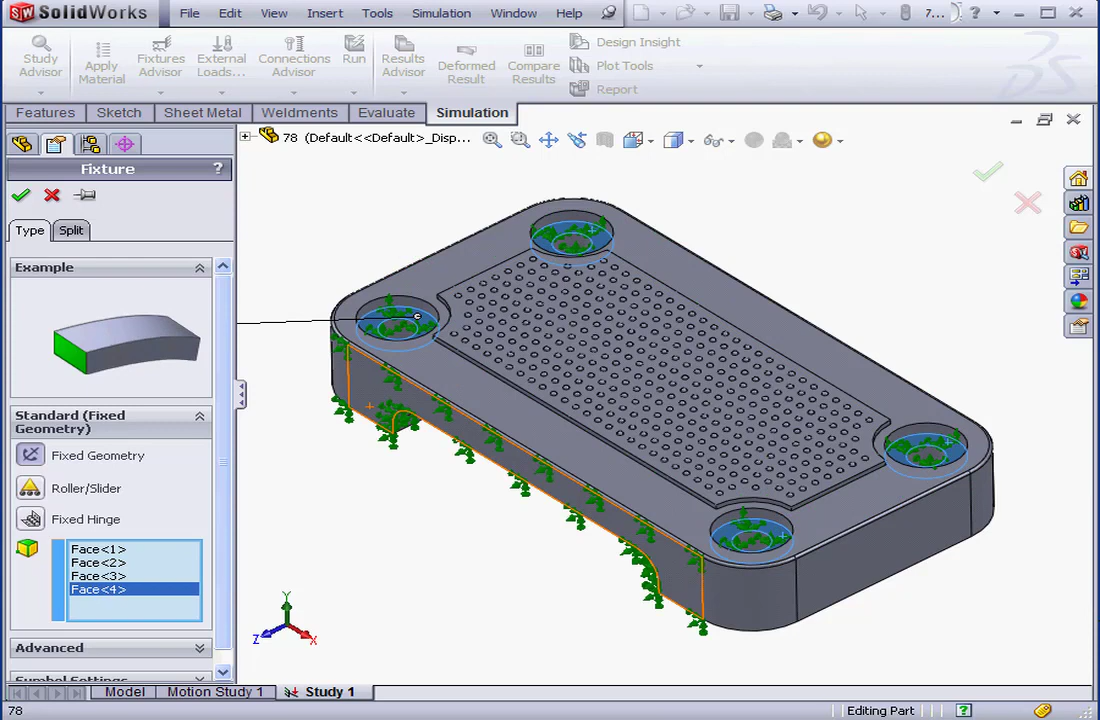 SolidWorks
File Edit View Insert Tools Simulation Window Help
7...
Study Advisor
Apply Material
Fixtures Advisor
External Loads...
Connections Advisor
Run
Results Advisor
Deformed Result
Compare Results
Design Insight
Plot Tools
Report
Features Sketch Sheet Metal Weldments Evaluate Simulation
78 (Default<<Default>_Disp...
Fixture ?
Type Split
Example
Standard (Fixed
Geometry)
Fixed Geometry
Roller/Slider
Fixed Hinge
Face<1>
Face<2>
Face<3>
Face<4>
Advanced
Symbol Settings
Y
Z
X
Model Motion Study 1 Study 1
78
Editing Part